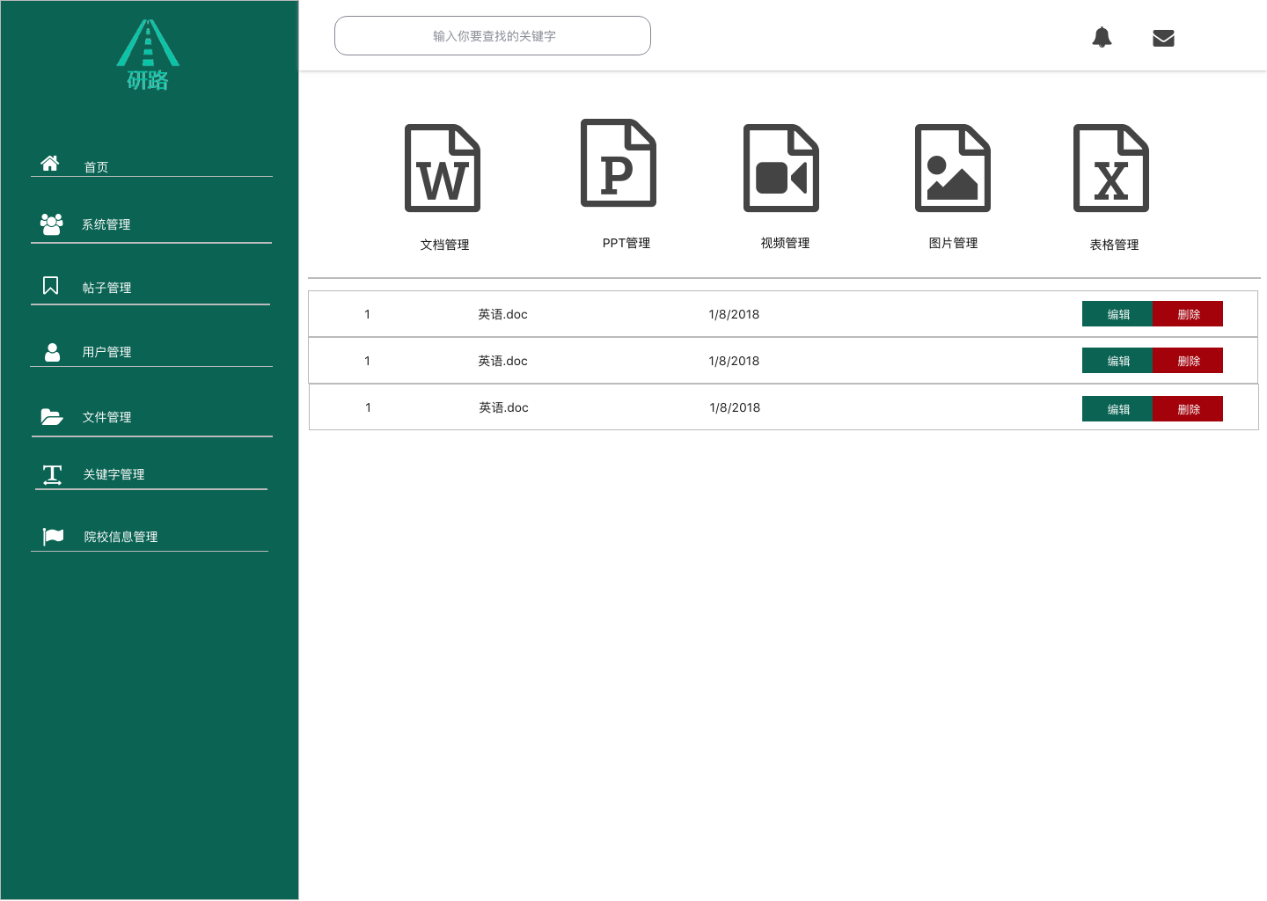 研路
输入你要查找的关键字
首页
系统管理
帖子管理
用户管理
文件管理
关键字管理
院校信息管理
W P X
文档管理 PPT管理 视频管理 图片管理 表格管理
1 英语.doc 1/8/2018 编辑 删除
1 英语.doc 1/8/2018 编辑 删除
1 英语.doc 1/8/2018 编辑 删除